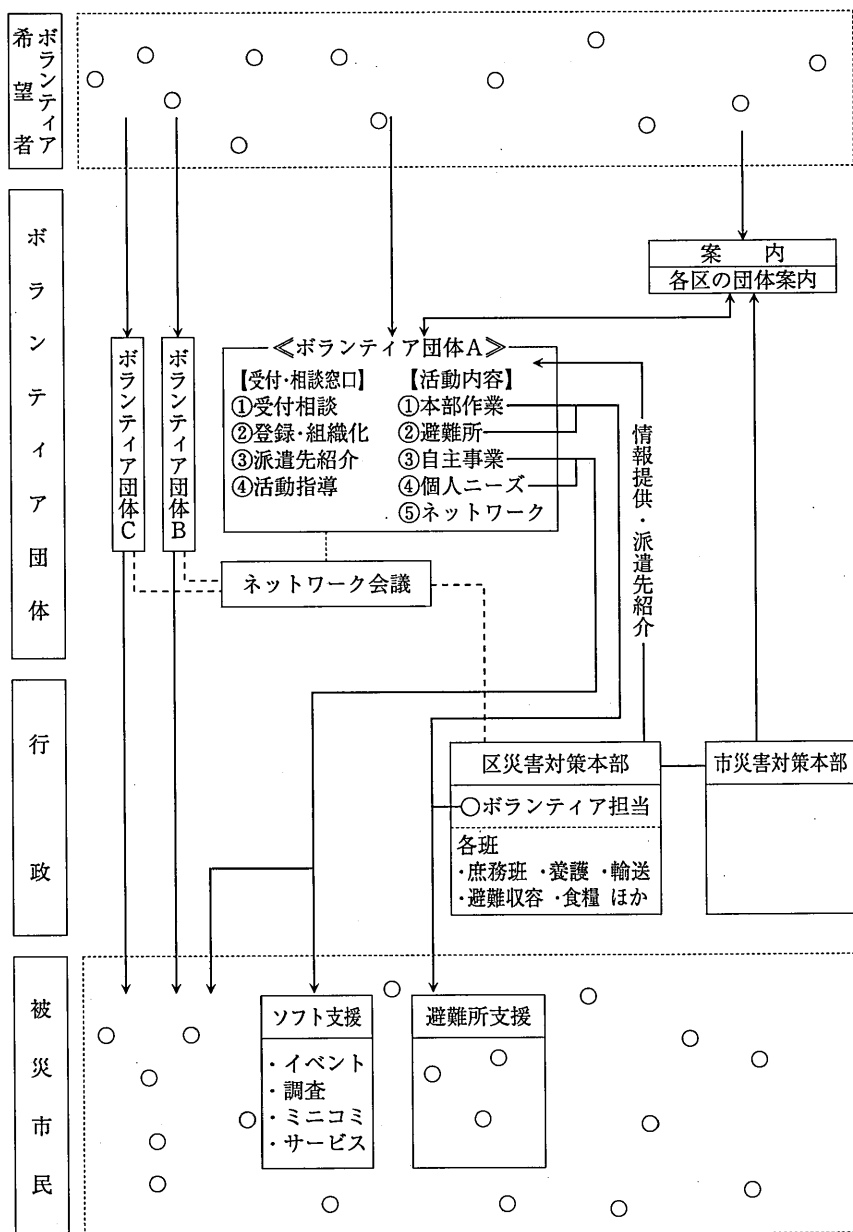 ボランティア
希望者
案　内
各区の団体案内
ボランティア団体
≪ボランティア団体A≫
【受付・相談窓口】
①受付相談
②登録・組織化
③派遣先紹介
④活動指導
【活動内容】
①本部作業
②避難所
③自主事業
④個人ニーズ
⑤ネットワーク
ボランティア団体B
ボランティア団体C
情報提供・派遣先紹介
ネットワーク会議
行政
区災害対策本部
○ボランティア担当
各班
・庶務班 ・養護 ・輸送
・避難収容 ・食糧 ほか
市災害対策本部
被災市民
ソフト支援
・イベント
・調査
・ミニコミ
・サービス
避難所支援